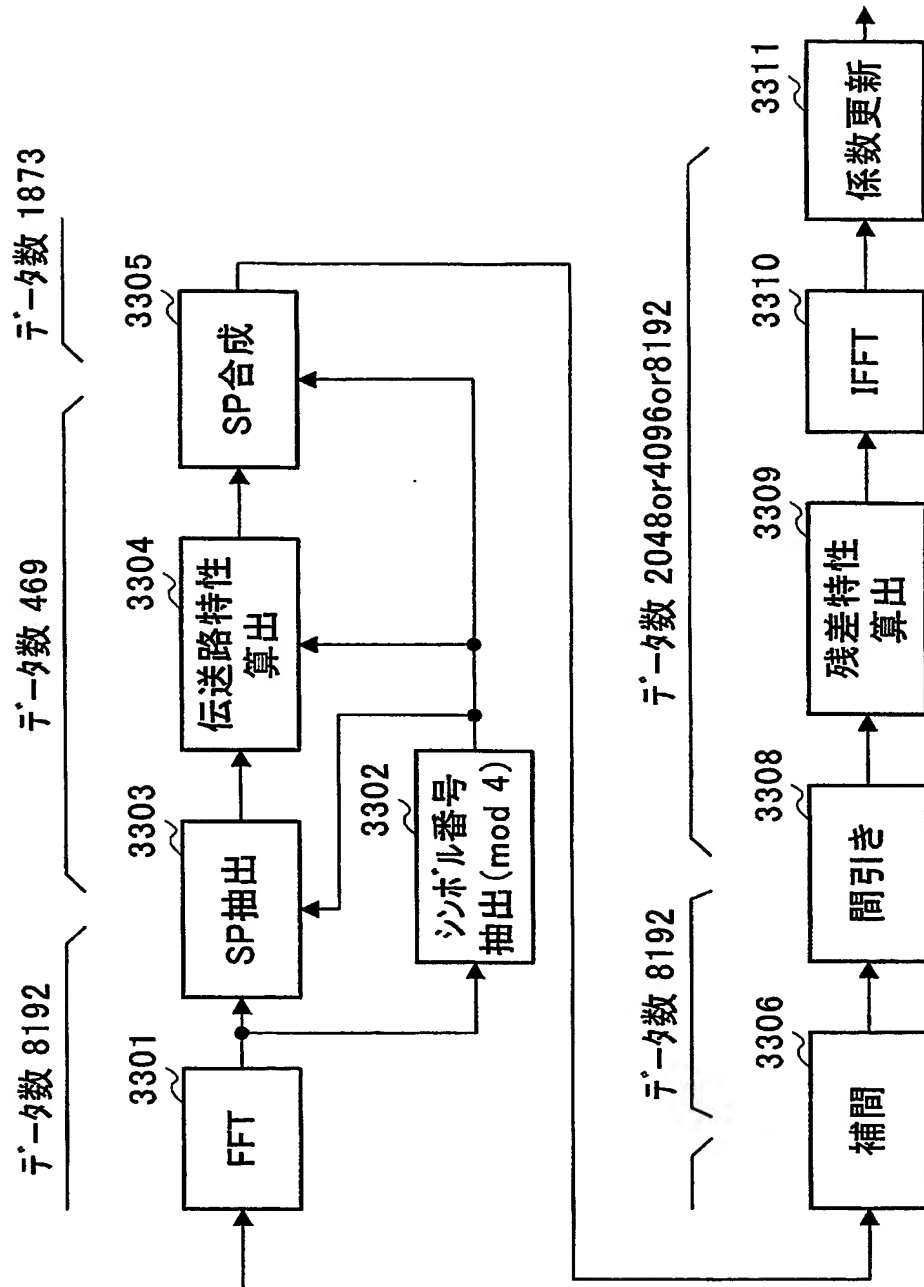 データ数 8192
データ数 469
データ数 1873
3301
FFT
3303
SP抽出
3304
伝送路特性
算出
3305
SP合成
3302
シンボル番号
抽出(mod 4)
データ数 8192
データ数 2048or4096or8192
3306
補間
3308
間引き
3309
残差特性
算出
3310
IFFT
3311
係数更新